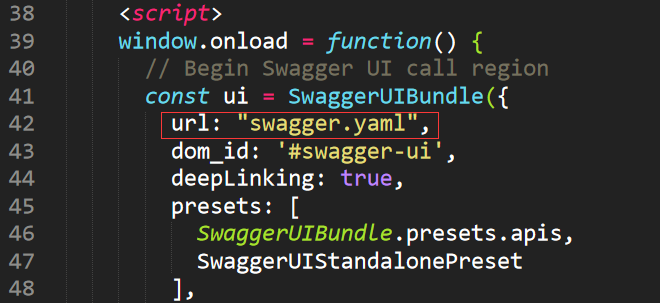 38 <script>
39 window.onload = function() {
40 // Begin Swagger UI call region
41 const ui = SwaggerUIBundle({
42 url: "swagger.yaml",
43 dom_id: '#swagger-ui',
44 deepLinking: true,
45 presets: [
46 SwaggerUIBundle.presets.apis,
47 SwaggerUIStandalonePreset
48 ],